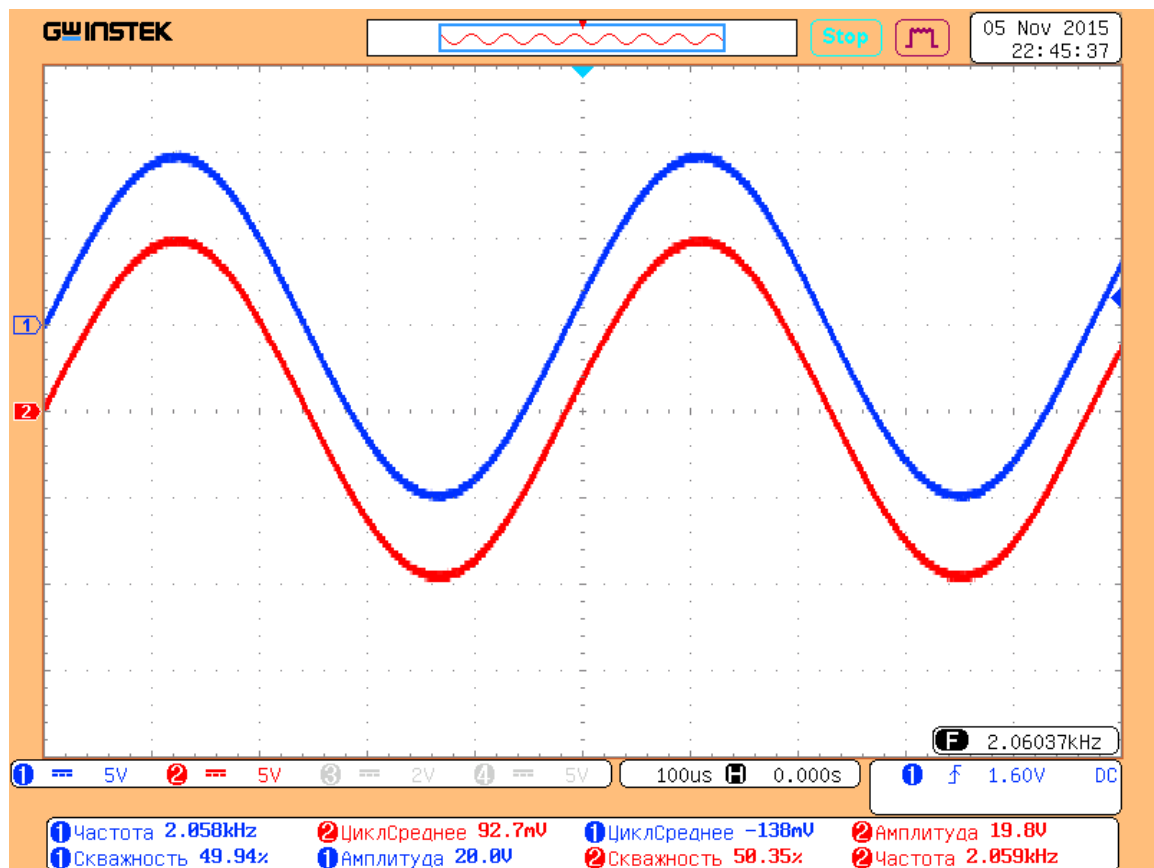 GWINSTEK
Stop
05 Nov 2015
22:45:37
1
2
F 2.06037kHz
1 5V 2 5V 3 2V 4 5V
100us H 0.000s
1 1.60V DC
1 Частота 2.058kHz 2 ЦиклСреднее 92.7mV 1 ЦиклСреднее -138mV 2 Амплитуда 19.8V
1 Скважность 49.94% 1 Амплитуда 20.0V 2 Скважность 50.35% 2 Частота 2.059kHz